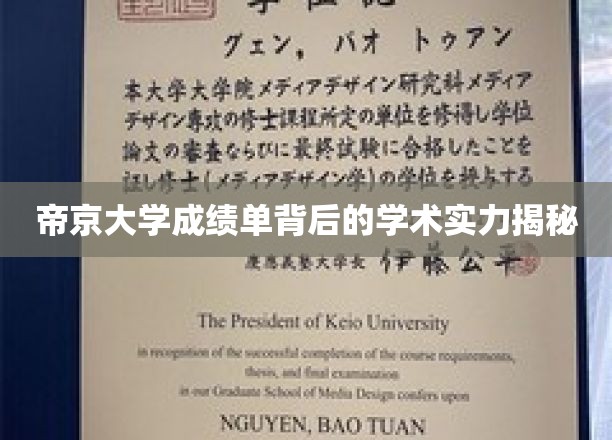 学位記
グェン, バオ トゥアン
本大学大学院メディアデザイン研究科メディア
デザイン専攻の修士課程所定の単位を修得し学位
論文の審査ならびに最終試験に合格したことを
証し修士(メディアデザイン学)の学位を授与する
帝京大学成绩单背后的学术实力揭秘
慶應義塾大学長 伊藤公平
The President of Keio University
in recognition of the successful completion of the course requirements,
thesis, and final examination
in our Graduate School of Media Design confers upon
NGUYEN, BAO TUAN